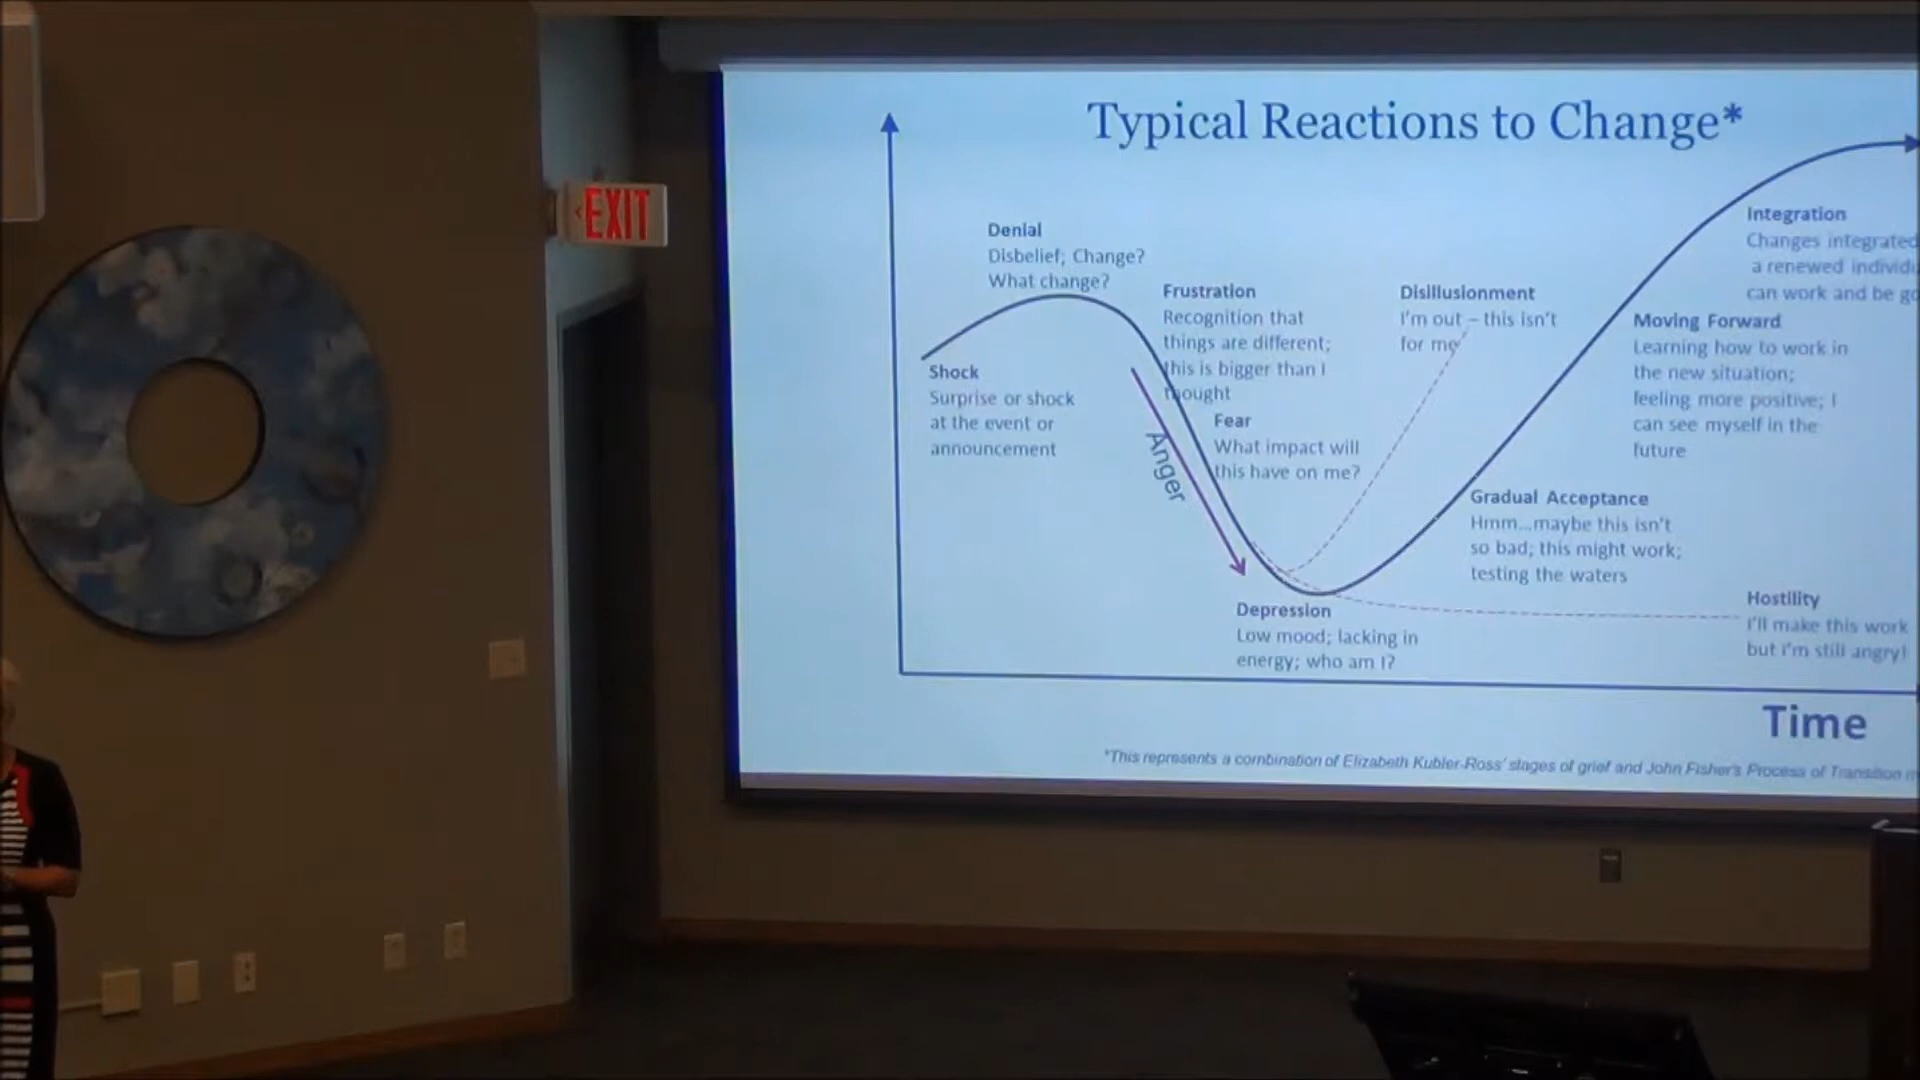 Typical Reactions to Change*
EXIT
Denial
Disbelief; Change?
What change?
Shock
Surprise or shock
at the event or
announcement
Frustration
Recognition that
things are different;
this is bigger than I
thought
Anger
Fear
What impact will
this have on me?
Depression
Low mood; lacking in
energy; who am I?
Disillusionment
I'm out – this isn't
for me
Gradual Acceptance
Hmm...maybe this isn't
so bad; this might work;
testing the waters
Moving Forward
Learning how to work in
the new situation;
feeling more positive; I
can see myself in the
future
Integration
Changes integrated
a renewed
can work and be
Hostility
I'll make this work
but I'm still angry!
Time
*This represents a combination of Elizabeth Kubler-Ross' stages of grief and John Fisher's Process of Transition